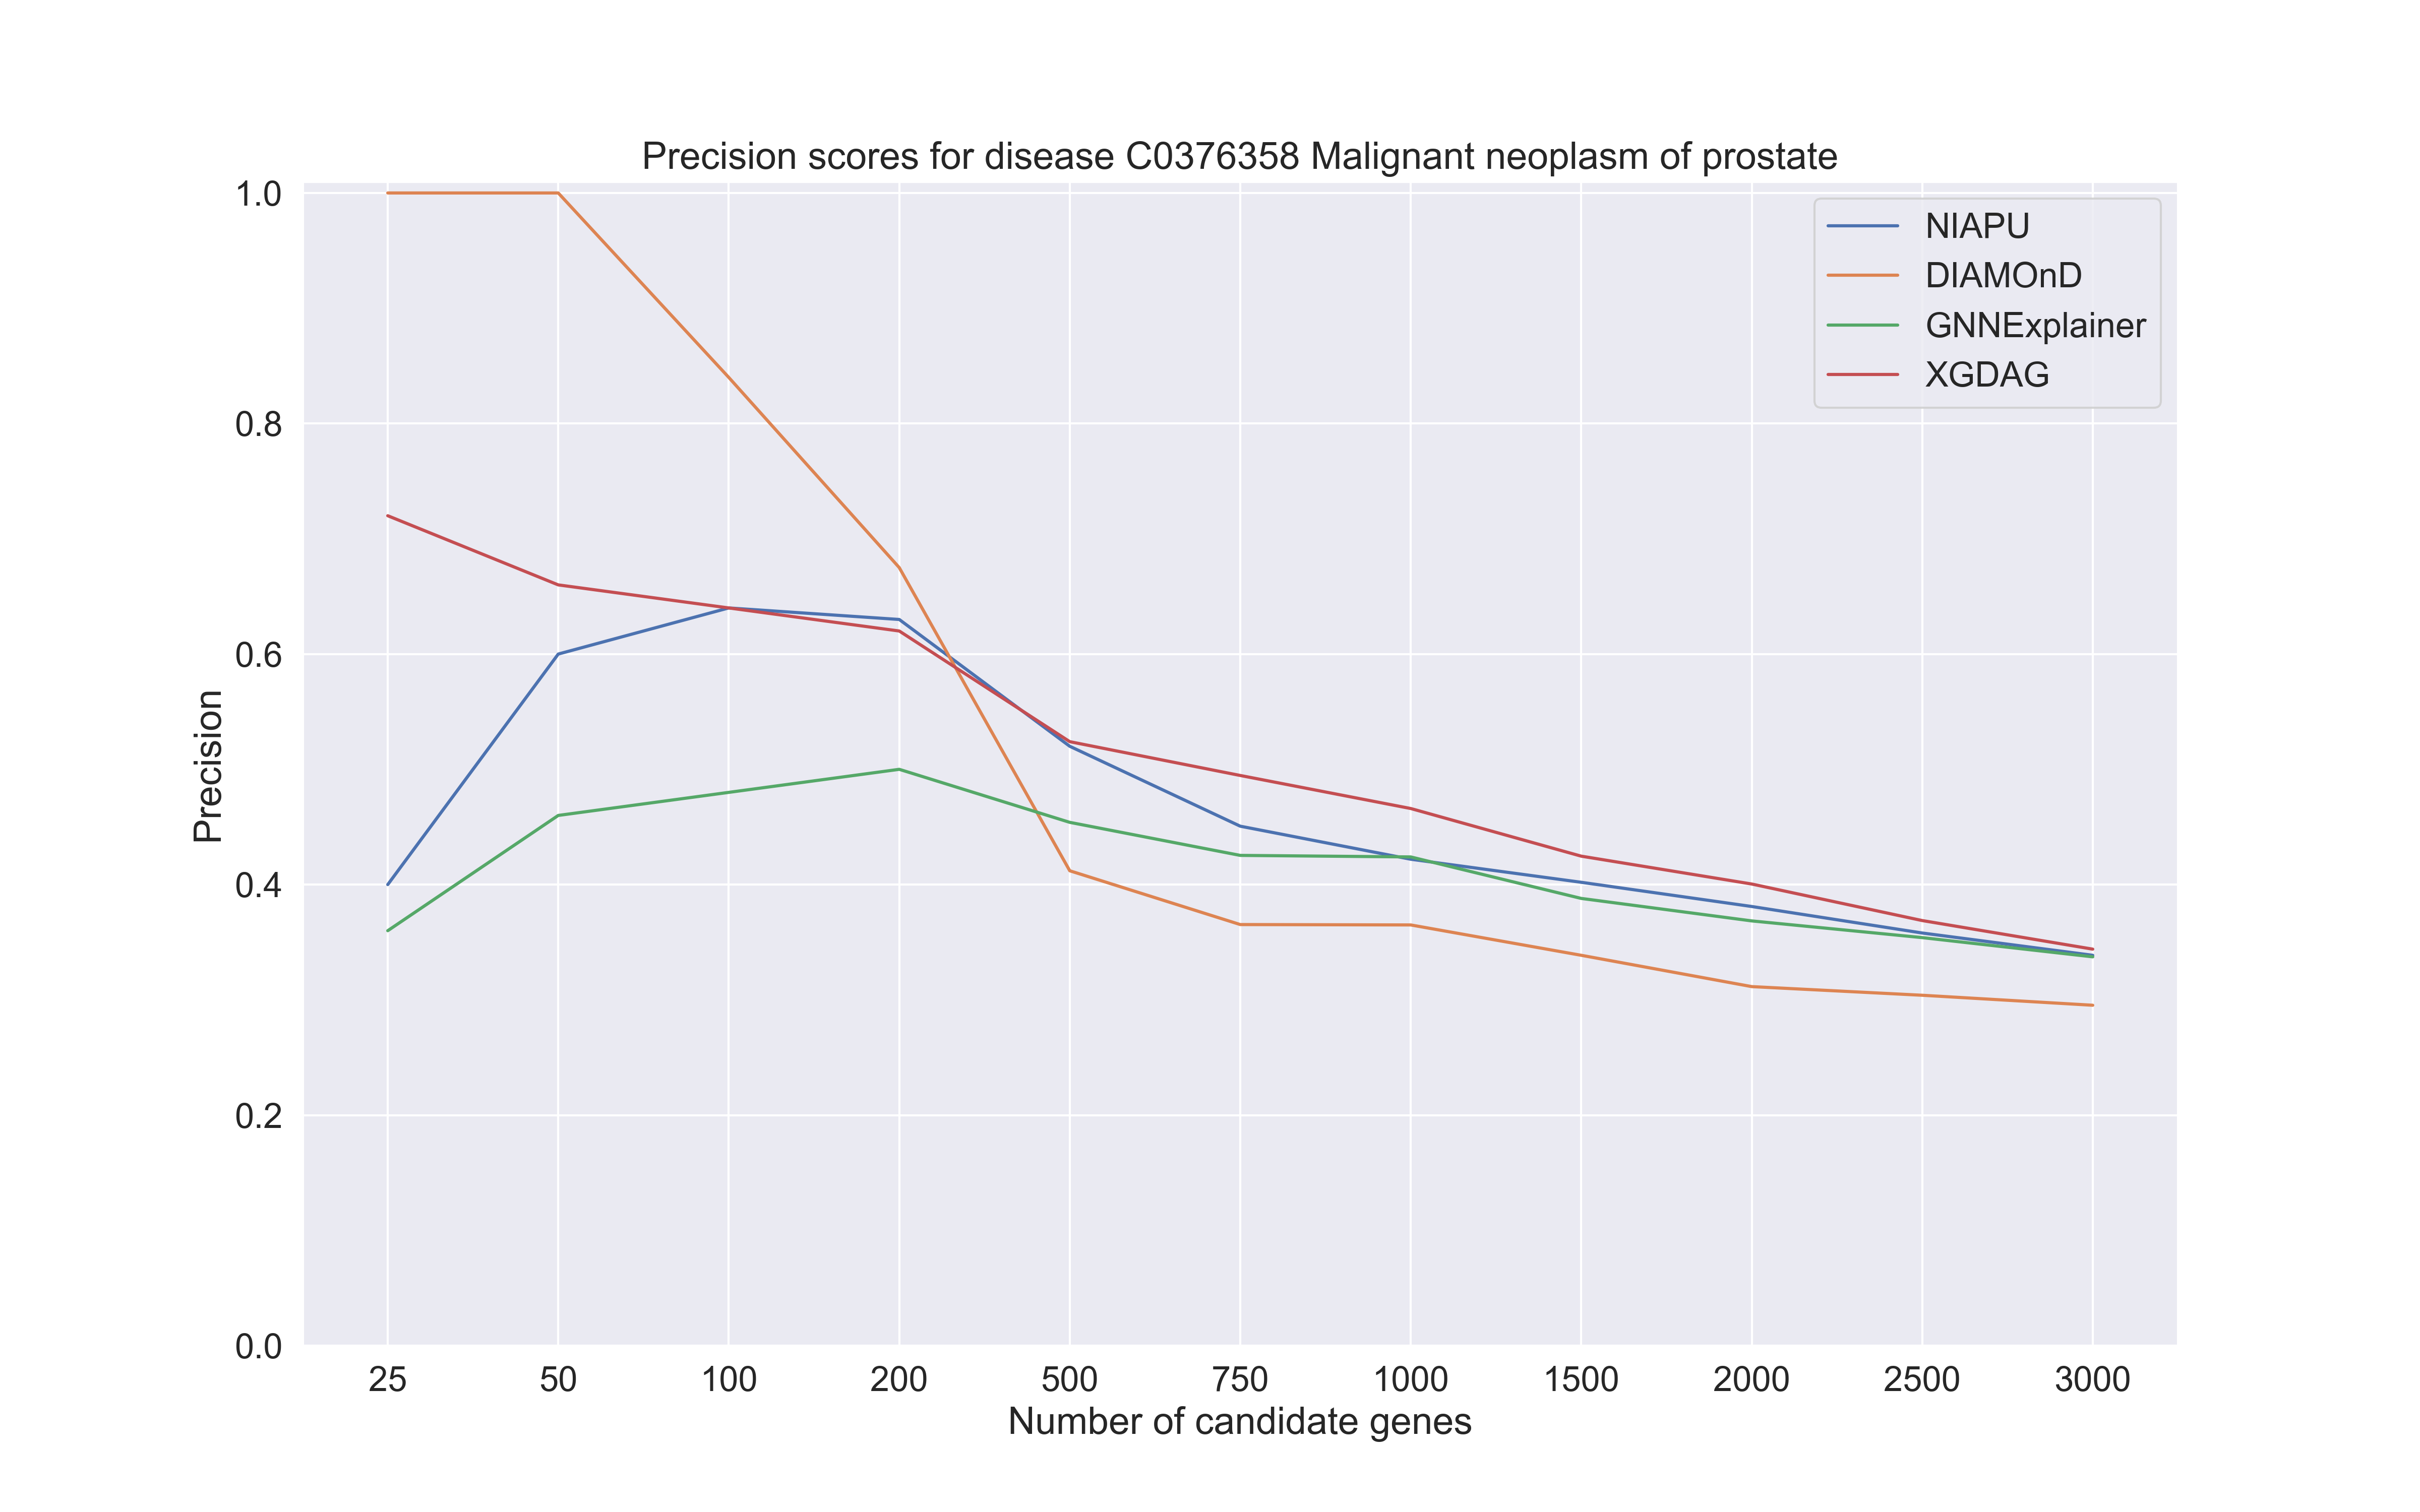 Precision scores for disease C0376358 Malignant neoplasm of prostate
1.0
0.8
0.6
0.4
0.2
0.0
Precision
NIAPU
DIAMOnD
GNNExplainer
XGDAG
25 50 100 200 500 750 1000 1500 2000 2500 3000
Number of candidate genes